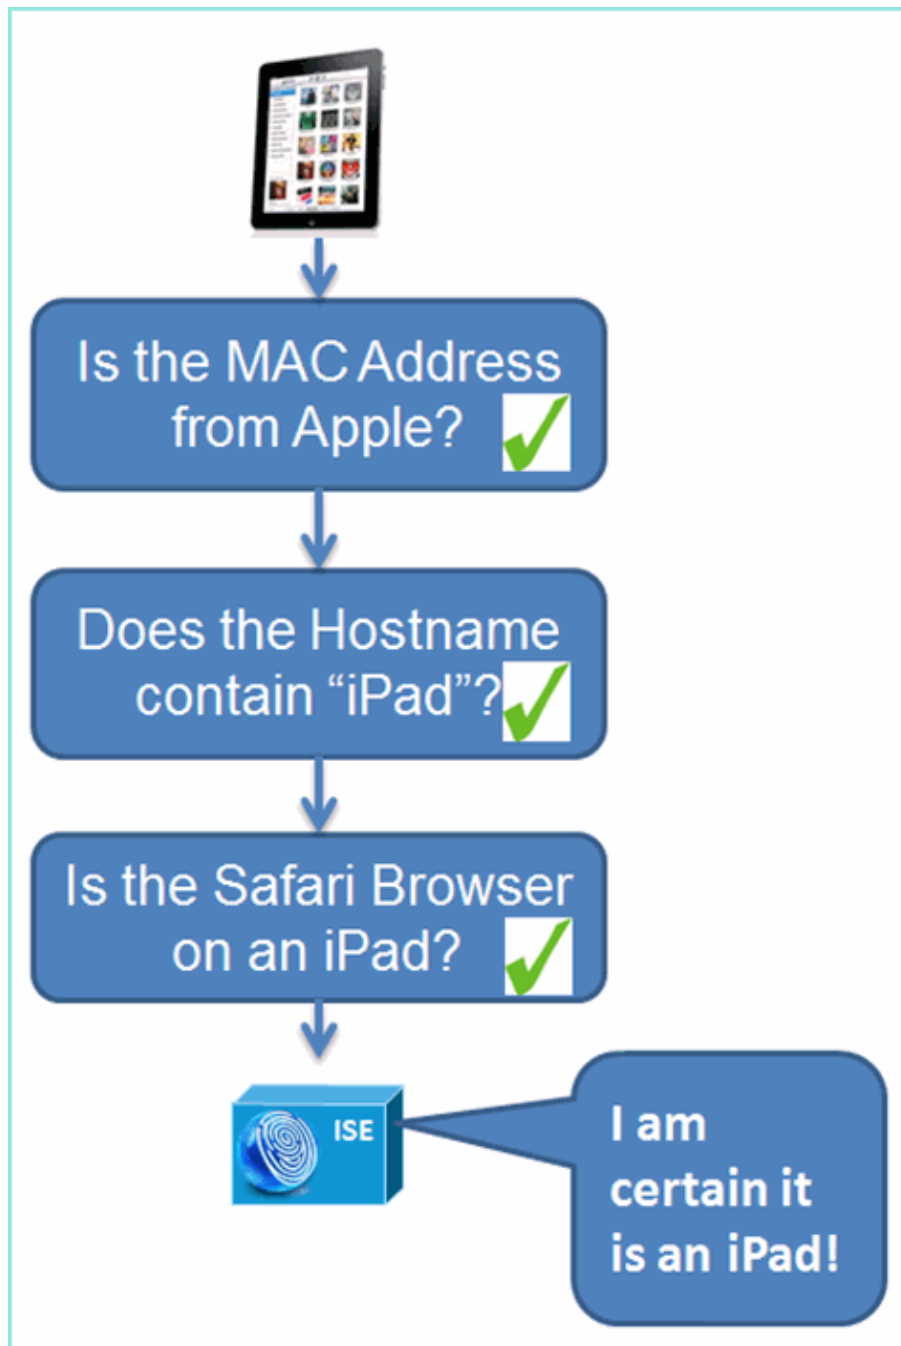 Is the MAC Address
from Apple?
Does the Hostname
contain “iPad”?
Is the Safari Browser
on an iPad?
ISE
I am
certain it
is an iPad!